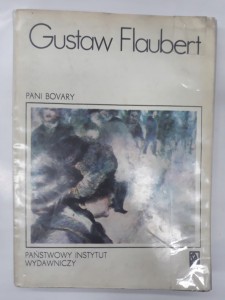 Gustaw Flaubert
PANI BOVARY
PAŃSTWOWY INSTYTUT
WYDAWNICZY